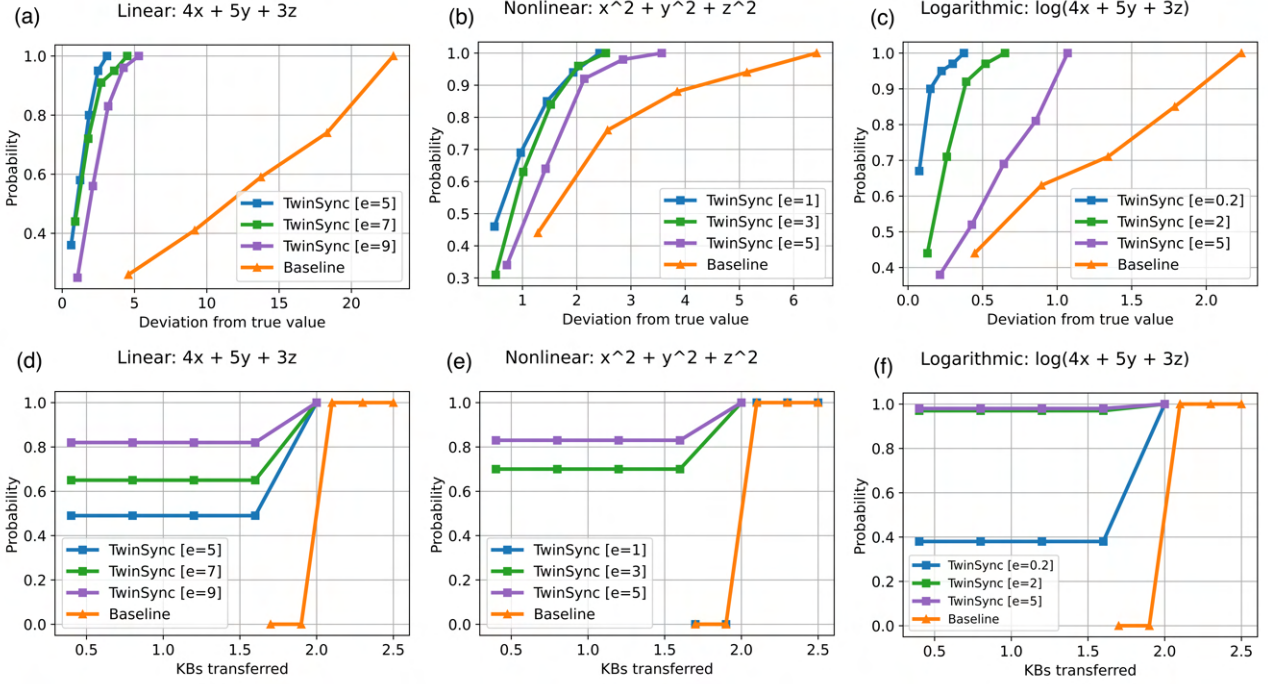 (a)
Linear: 4x + 5y + 3z
Probability
1.0
0.8
0.6
0.4
0 5 10 15 20
Deviation from true value
TwinSync [e=5]
TwinSync [e=7]
TwinSync [e=9]
Baseline
(b)
Nonlinear: x^2 + y^2 + z^2
Probability
1.0
0.9
0.8
0.7
0.6
0.5
0.4
0.3
1 2 3 4 5 6
Deviation from true value
TwinSync [e=1]
TwinSync [e=3]
TwinSync [e=5]
Baseline
(c)
Logarithmic: log(4x + 5y + 3z)
Probability
1.0
0.9
0.8
0.7
0.6
0.5
0.4
0.0 0.5 1.0 1.5 2.0
Deviation from true value
TwinSync [e=0.2]
TwinSync [e=2]
TwinSync [e=5]
Baseline
(d)
Linear: 4x + 5y + 3z
Probability
1.0
0.8
0.6
0.4
0.2
0.0
0.5 1.0 1.5 2.0 2.5
KBs transferred
TwinSync [e=5]
TwinSync [e=7]
TwinSync [e=9]
Baseline
(e)
Nonlinear: x^2 + y^2 + z^2
Probability
1.0
0.8
0.6
0.4
0.2
0.0
0.5 1.0 1.5 2.0 2.5
KBs transferred
TwinSync [e=1]
TwinSync [e=3]
TwinSync [e=5]
Baseline
(f)
Logarithmic: log(4x + 5y + 3z)
Probability
1.0
0.8
0.6
0.4
0.2
0.0
0.5 1.0 1.5 2.0 2.5
KBs transferred
TwinSync [e=0.2]
TwinSync [e=2]
TwinSync [e=5]
Baseline